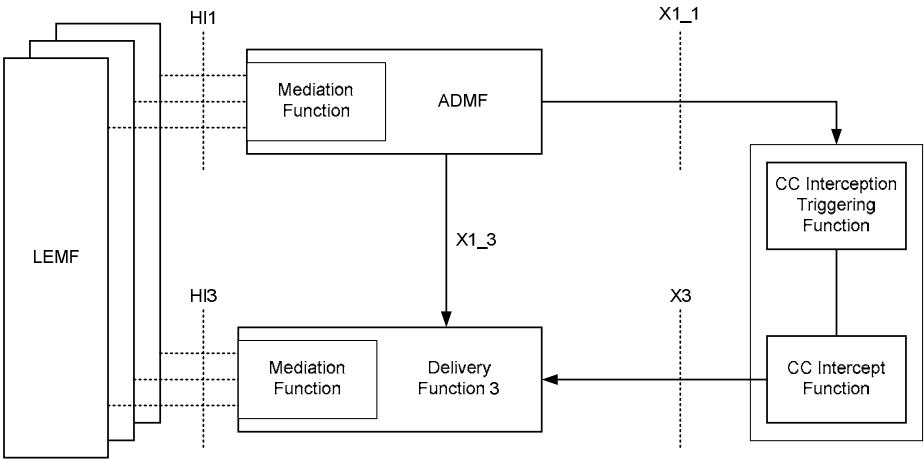 HI1
X1_1
Mediation
Function
ADMF
CC Interception
Triggering
Function
LEMF
X1_3
HI3
X3
Mediation
Function
Delivery
Function 3
CC Intercept
Function